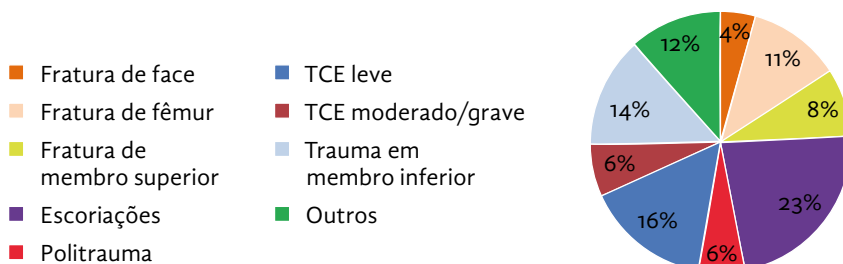 Fratura de face
Fratura de fêmur
Fratura de
membro superior
Escoriações
Politrauma
TCE leve
TCE moderado/grave
Trauma em
membro inferior
Outros
4%
11%
8%
23%
6%
16%
6%
14%
12%